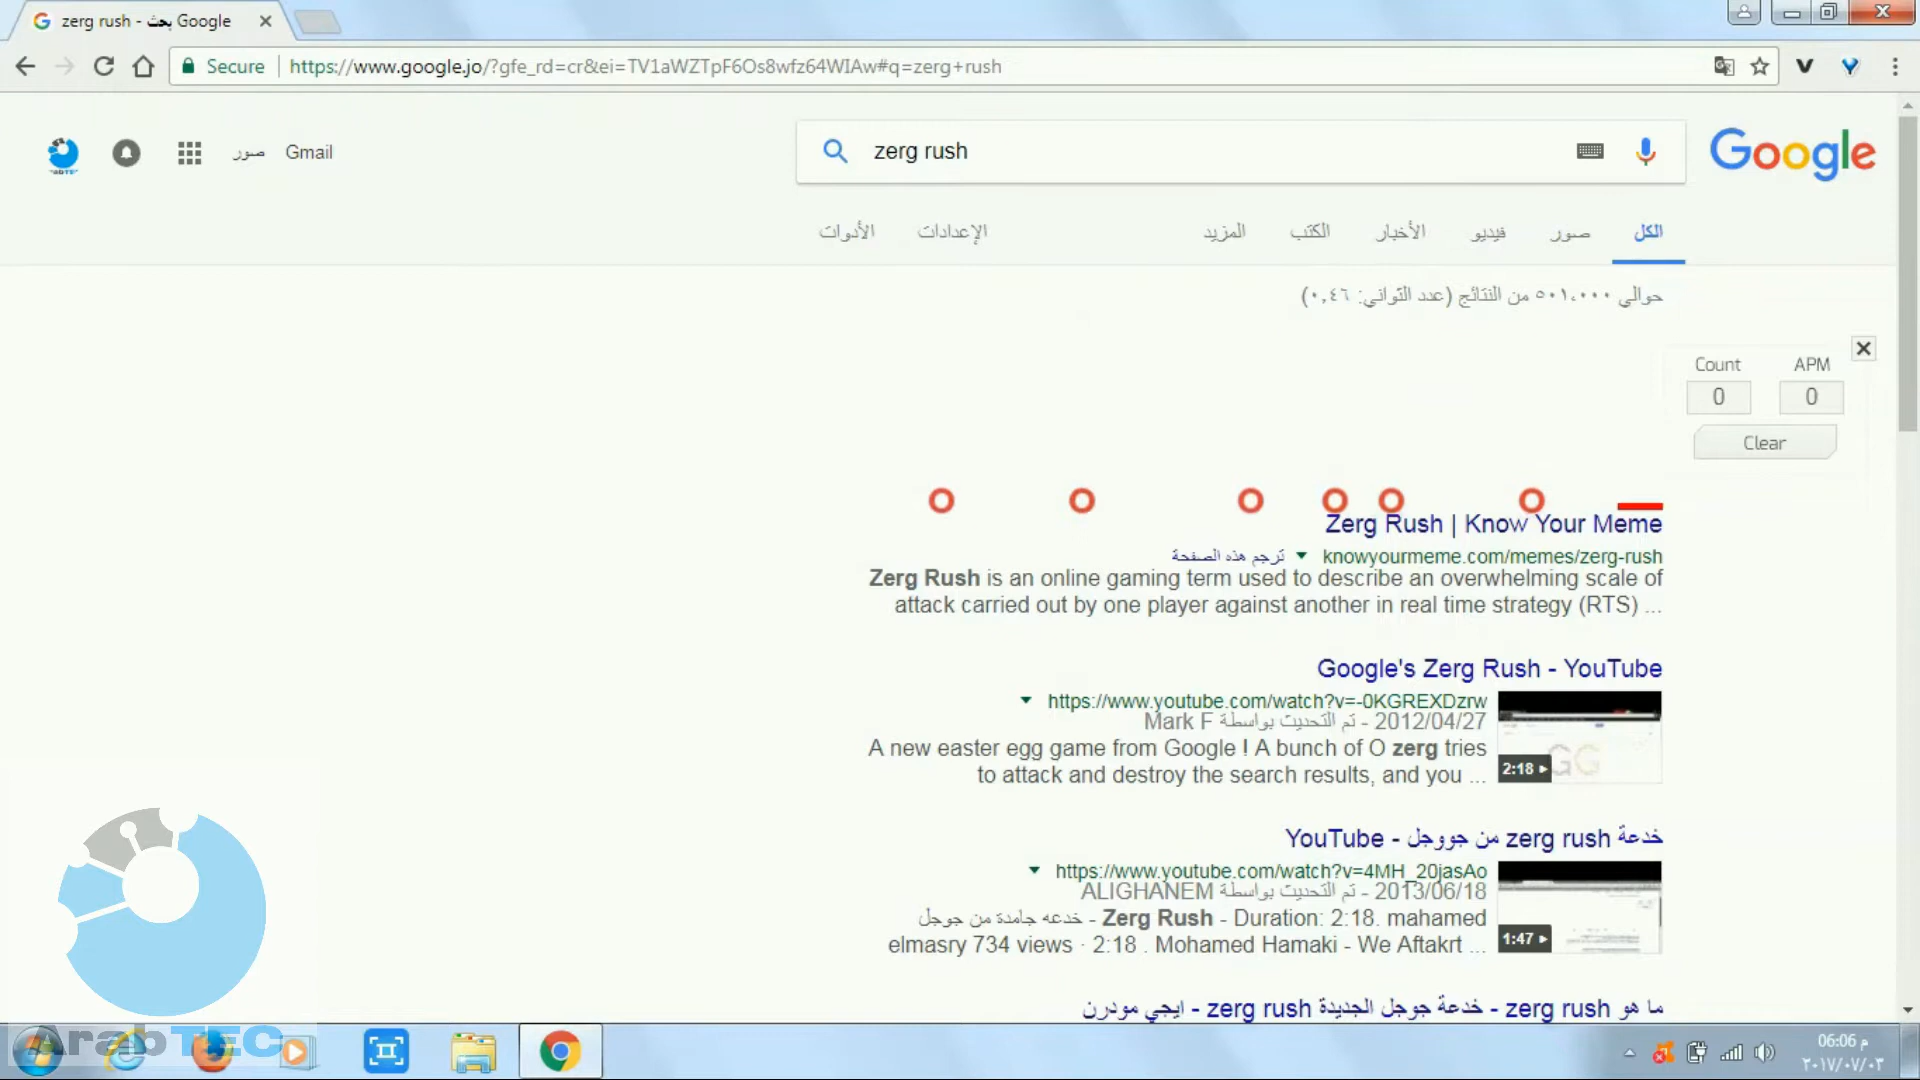 zerg rush - بحث Google
Secure
https://www.google.jo/?gfe_rd=cr&ei=TV1aWZTpF6Os8wfz64WIAw#q=zerg+rush
صور
Gmail
zerg rush
Google
الكل
صور
فيديو
الأخبار
الكتب
المزيد
الإعدادات
الأدوات
حوالي ٥٠١،٠٠٠ من النتائج (عدد الثواني: ٠,٤٦)
Count
APM
0
0
Clear
Zerg Rush | Know Your Meme
knowyourmeme.com/memes/zerg-rush
ترجم هذه الصفحة
Zerg Rush is an online gaming term used to describe an overwhelming scale of
attack carried out by one player against another in real time strategy (RTS) ...
Google's Zerg Rush - YouTube
https://www.youtube.com/watch?v=-0KGREXDzrw
2012/04/27 - تم التحديث بواسطة Mark F
A new easter egg game from Google ! A bunch of O zerg tries
to attack and destroy the search results, and you ...
2:18
GG
خدعة zerg rush من جووجل - YouTube
https://www.youtube.com/watch?v=4MH_20jasAo
2013/06/18 - تم التحديث بواسطة ALIGHANEM
خدعه جامدة من جوجل - Zerg Rush - Duration: 2:18. mahamed
elmasry 734 views · 2:18 . Mohamed Hamaki - We Aftakrt ...
1:47
ما هو zerg rush - خدعة جوجل الجديدة zerg rush - ايجي مودرن
ArabTEC
06:06 م
٢٠١٧/٠٧/٠٣